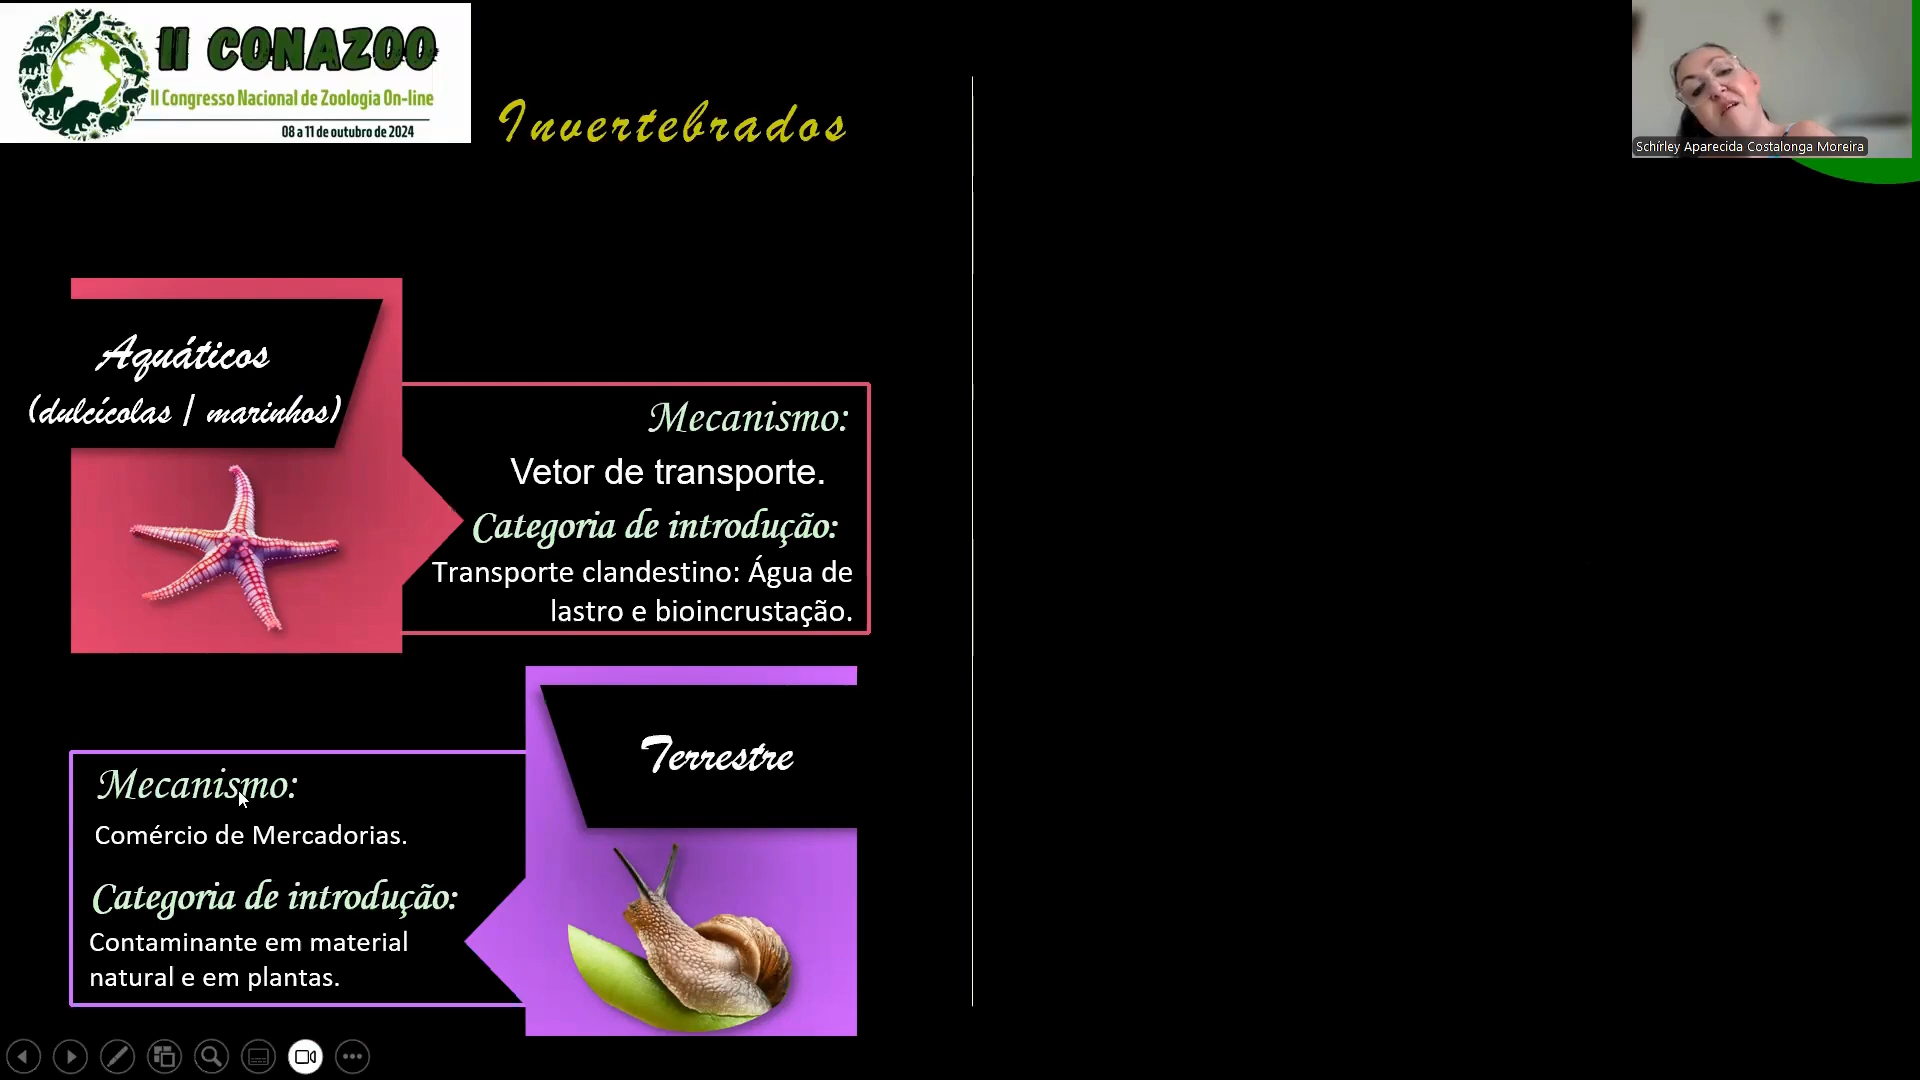 II CONAZOO
II Congresso Nacional de Zoologia On-line
08 a 11 de outubro de 2024
Invertebrados
Schírley Aparecida Costalonga Moreira
Aquáticos
(dulcícolas / marinhos)
Mecanismo:
Vetor de transporte.
Categoria de introdução:
Transporte clandestino: Água de
lastro e bioincrustação.
Terrestre
Mecanismo:
Comércio de Mercadorias.
Categoria de introdução:
Contaminante em material
natural e em plantas.